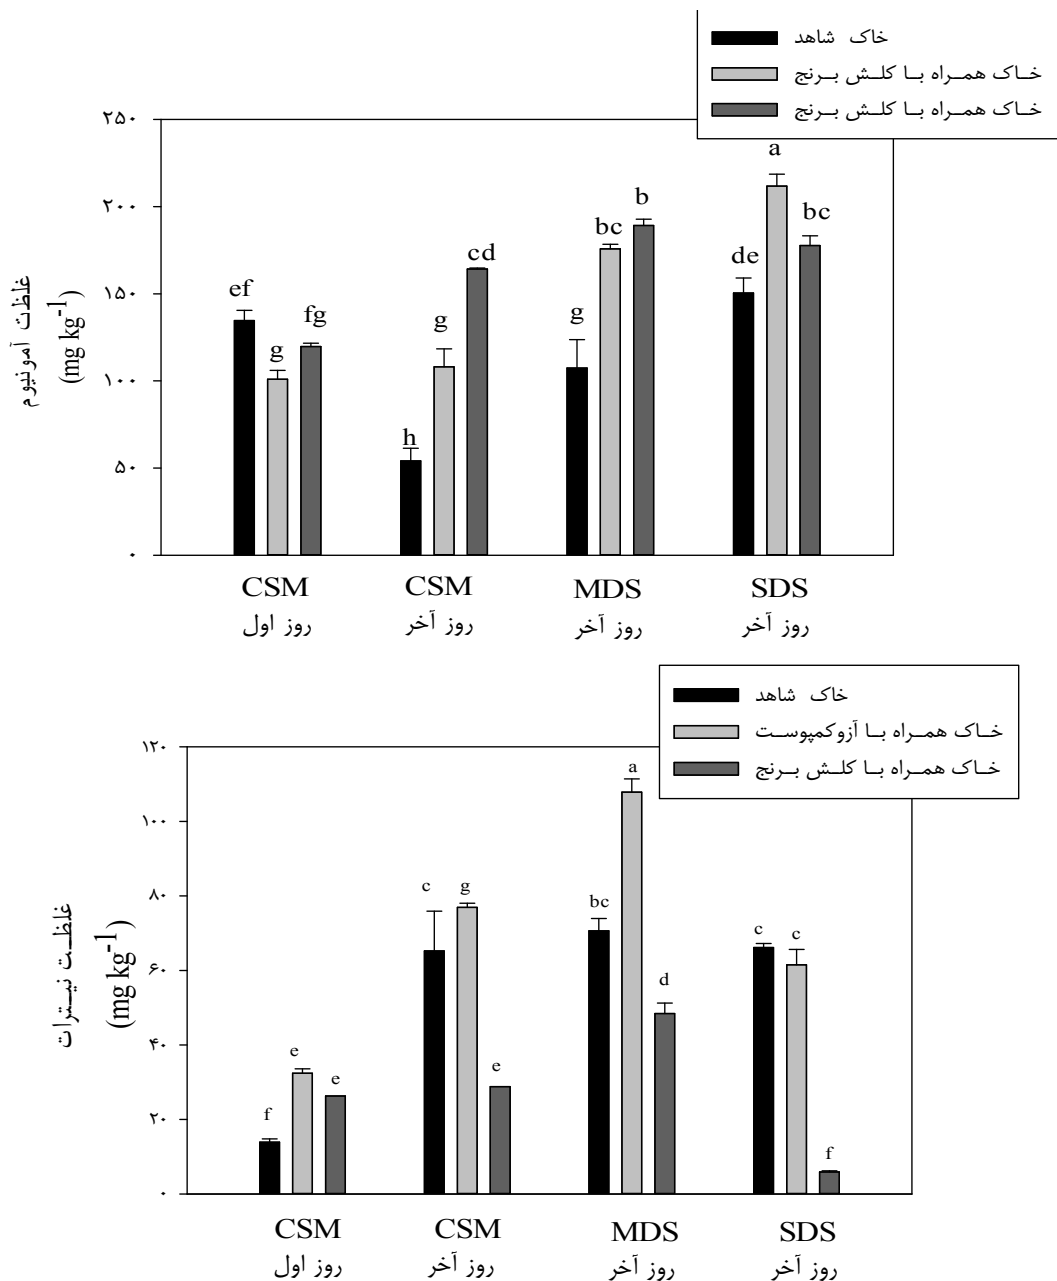 خاک شاهد
خاک همراه با کلش برنج
خاک همراه با کلش برنج
۲۵۰
۲۰۰
۱۵۰
۱۰۰
۵۰
۰
غلظت آمونیوم
(mg kg-1)
ef
g
fg
h
g
cd
g
bc
b
de
a
bc
CSM CSM MDS SDS
روز اول روز آخر روز آخر روز آخر
خاک شاهد
خاک همراه با آزوکمپوست
خاک همراه با کلش برنج
۱۲۰
۱۰۰
۸۰
۶۰
۴۰
۲۰
۰
غلظت نیترات
(mg kg-1)
f
e
e
c
g
e
bc
a
d
c
c
f
CSM CSM MDS SDS
روز اول روز آخر روز آخر روز آخر